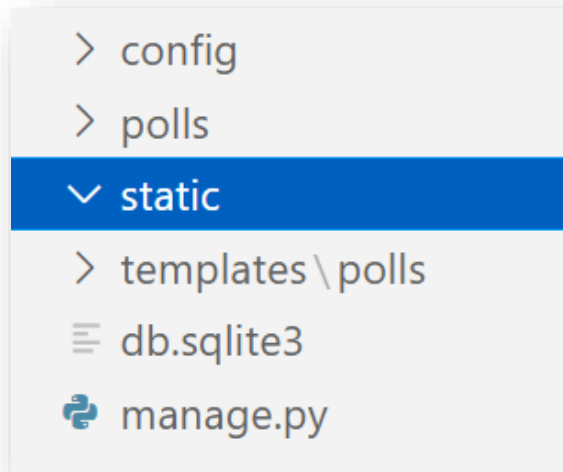 config
polls
static
templates\polls
db.sqlite3
manage.py